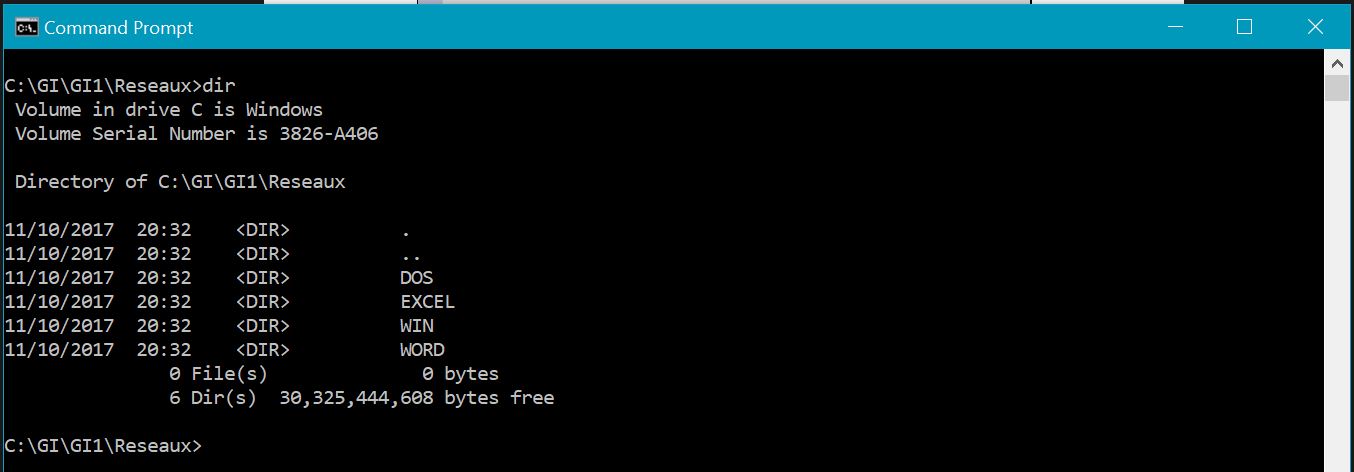 Command Prompt
C:\GI\GI1\Reseaux>dir
 Volume in drive C is Windows
 Volume Serial Number is 3826-A406
 Directory of C:\GI\GI1\Reseaux
11/10/2017  20:32    <DIR>          .
11/10/2017  20:32    <DIR>          ..
11/10/2017  20:32    <DIR>          DOS
11/10/2017  20:32    <DIR>          EXCEL
11/10/2017  20:32    <DIR>          WIN
11/10/2017  20:32    <DIR>          WORD
               0 File(s)              0 bytes
               6 Dir(s)  30,325,444,608 bytes free
C:\GI\GI1\Reseaux>